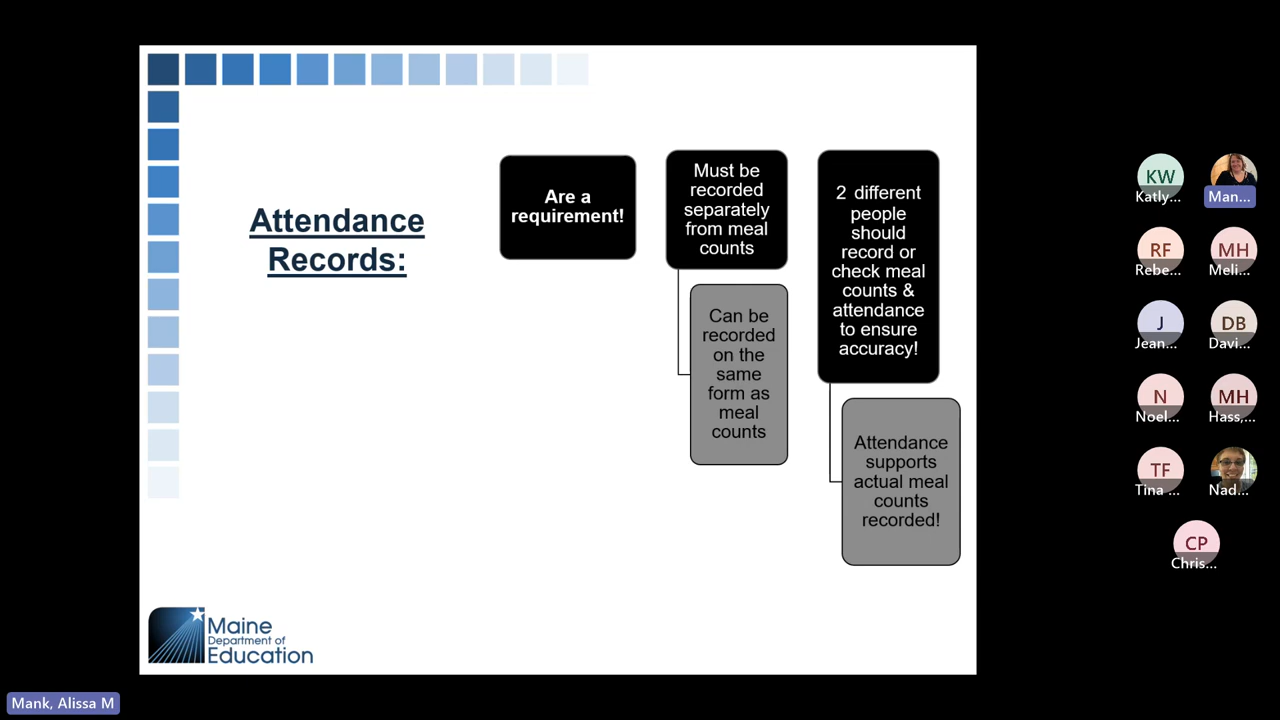 Attendance
Records:
Are a
requirement!
Must be
recorded
separately
from meal
counts
Can be
recorded
on the
same
form as
meal
counts
2 different
people
should
record or
check meal
counts &
attendance
to ensure
accuracy!
Attendance
supports
actual meal
counts
recorded!
Maine
Department of
Education
KW
Katly...
Man...
RF
Rebe...
MH
Meli...
J
Jean...
DB
Davi...
N
Noel...
MH
Hass,...
TF
Tina ...
Nad...
CP
Chris...
Mank, Alissa M